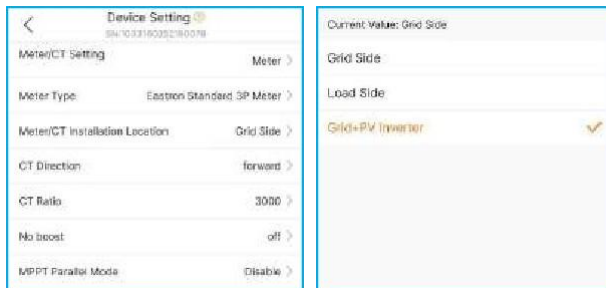 Device Setting
Meter/CT Setting
Meter
Meter Type
Eastron Standard 3P Meter
Meter/CT Installation Location
Grid Side
CT Direction
forward
CT Ratio
3000
No boost
off
MPPT Parallel Mode
Disable
Current Value: Grid Side
Grid Side
Load Side
Grid+PV Inverter